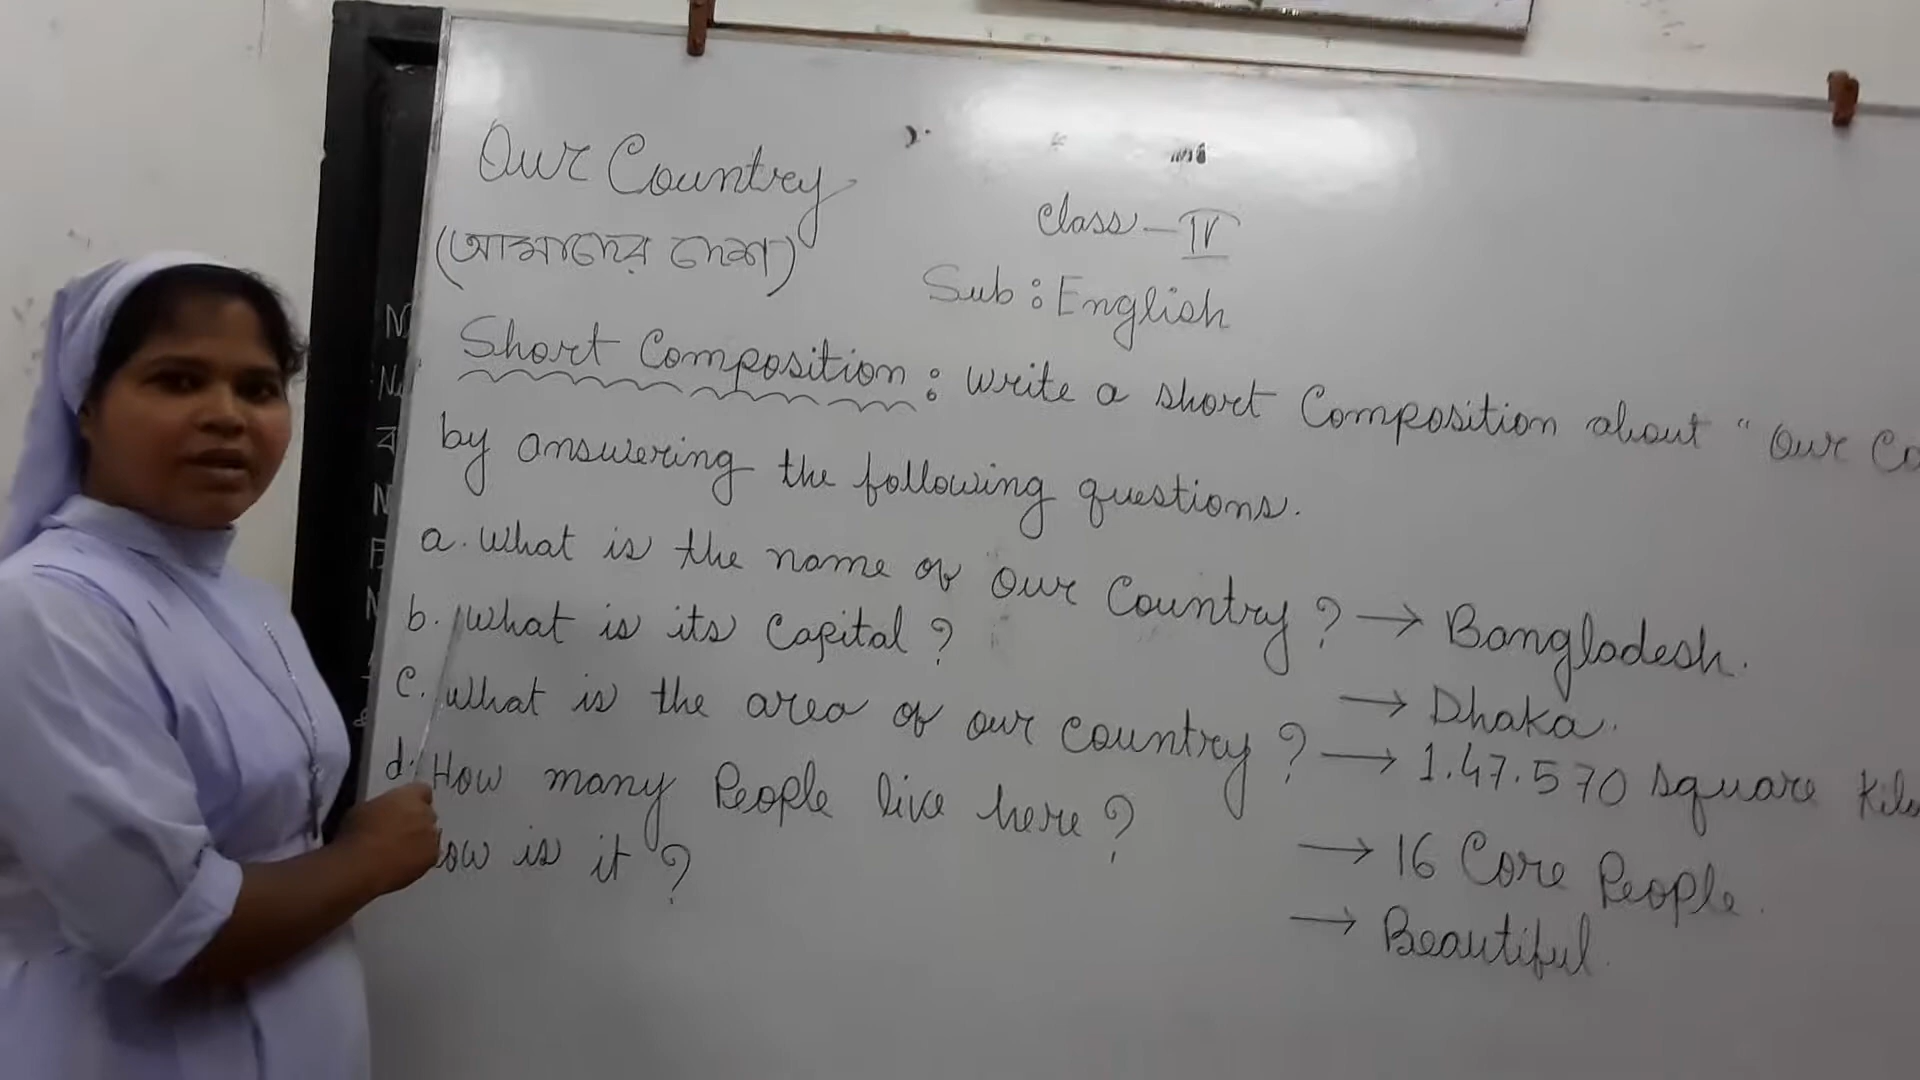 Our Country
(আমাদের দেশ)
Class - IV
Sub : English
Short Composition : Write a short Composition about " Our Co
by answering the following questions.
a. What is the name of our Country ? → Bangladesh.
b. What is its Capital ? → Dhaka.
c. What is the area of our country ? → 1.47.570 square Kilo
d. How many People live here ? → 16 Core People.
ow is it ? → Beautiful.